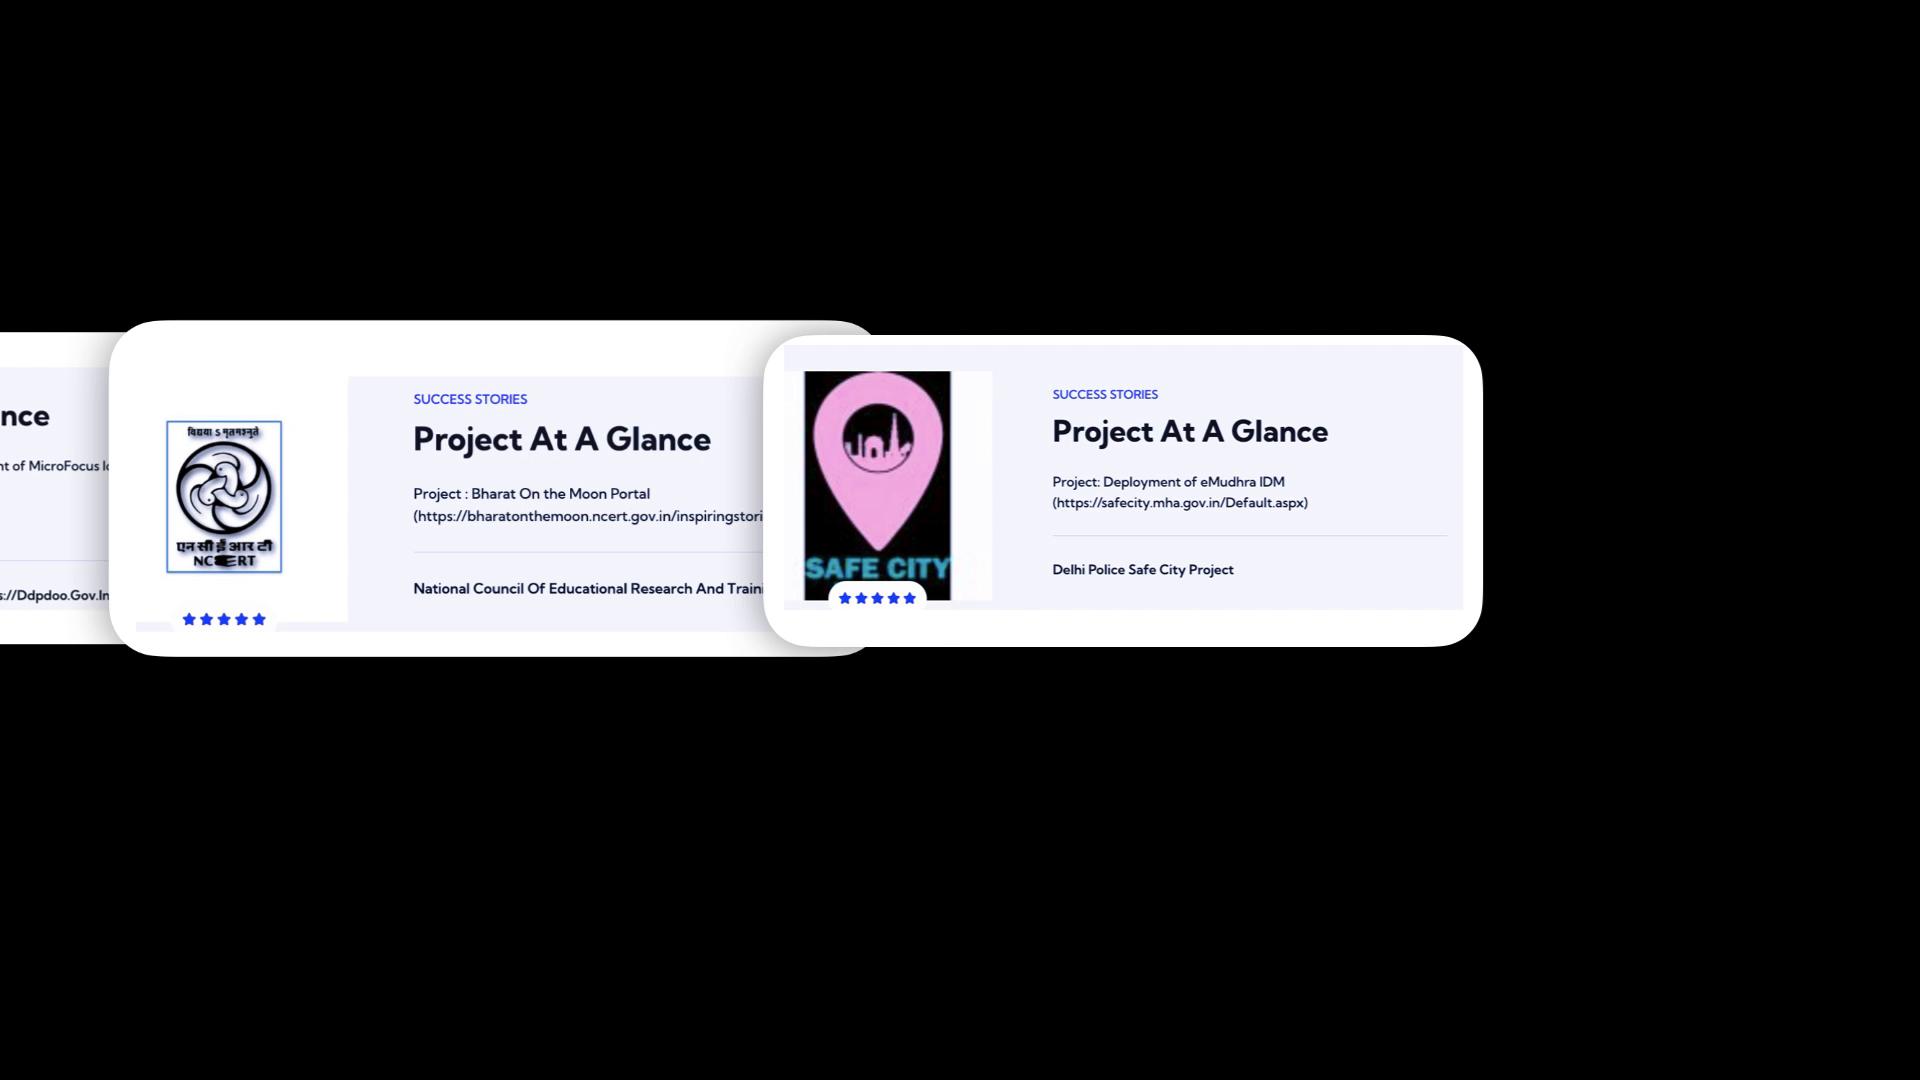 nce
nt of MicroFocus
s://Ddpdoo.Gov.In
विद्यया ऽ मृतमश्नुते
एन सी ई आर टी
NCERT
SUCCESS STORIES
Project At A Glance
Project : Bharat On the Moon Portal
(https://bharatonthemoon.ncert.gov.in/inspiringstori
National Council Of Educational Research And Traini
SAFE CITY
SUCCESS STORIES
Project At A Glance
Project: Deployment of eMudhra IDM
(https://safecity.mha.gov.in/Default.aspx)
Delhi Police Safe City Project